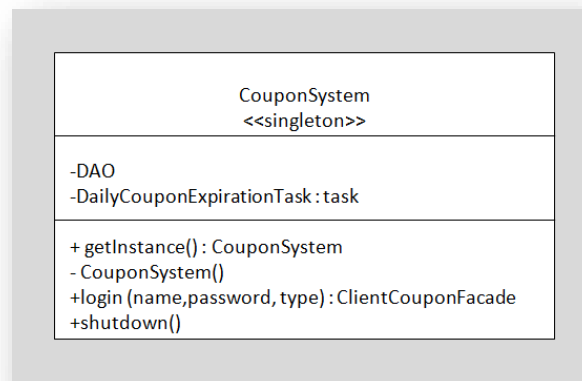 CouponSystem
<<singleton>>
-DAO
-DailyCouponExpirationTask : task
+ getInstance() : CouponSystem
- CouponSystem()
+login (name,password, type) : ClientCouponFacade
+shutdown()